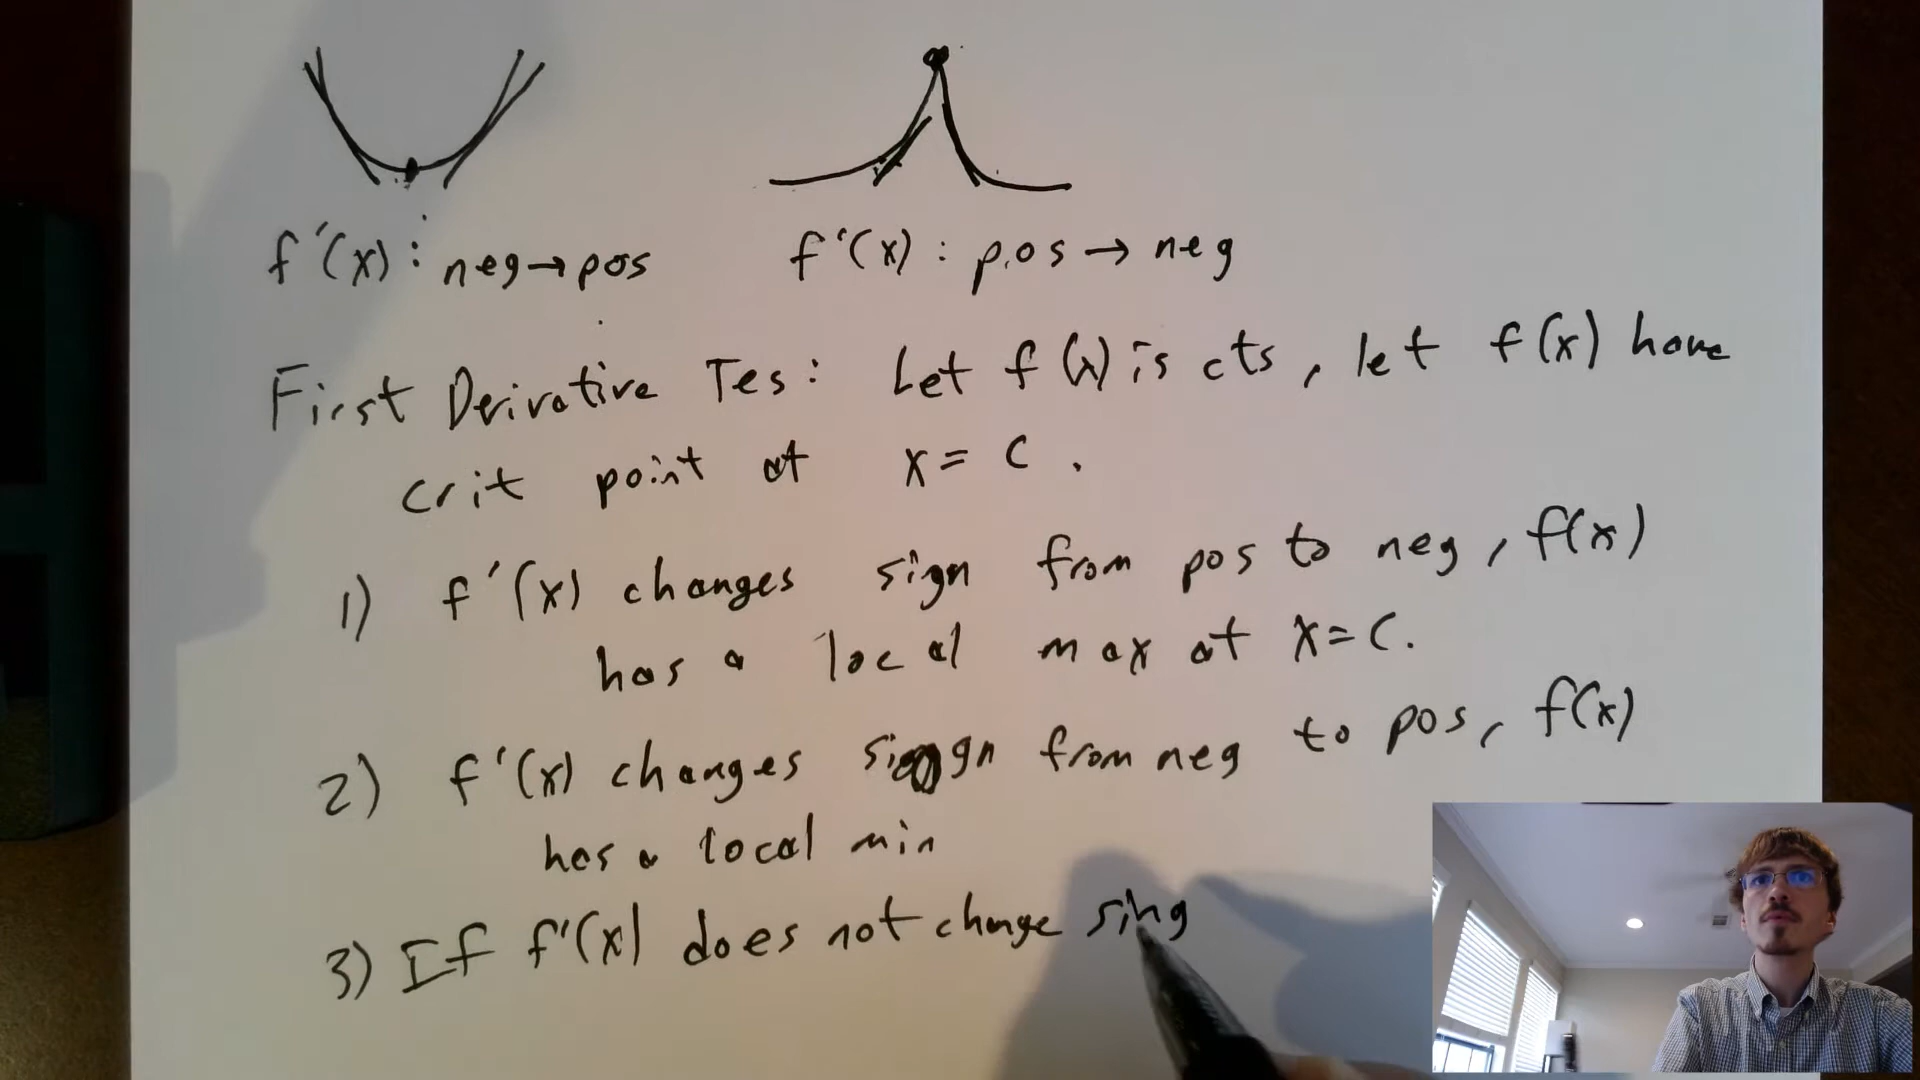 f'(x): neg→pos
f'(x): pos→neg
First Derivative Tes: Let f(x) is cts, let f(x) have
crit point at x=c.
1) f'(x) changes sign from pos to neg, f(x)
has a local max at x=c.
2) f'(x) changes sign from neg to pos, f(x)
has a local min
3) If f'(x) does not change sing